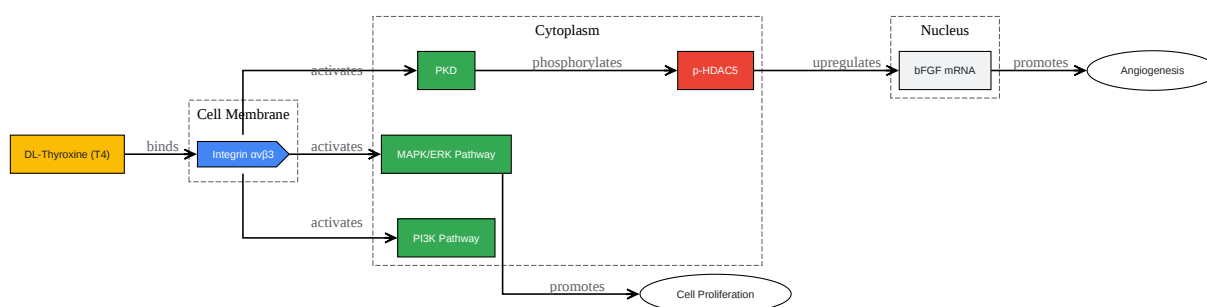 Cytoplasm
Nucleus
activates
PKD
phosphorylates
p-HDAC5
upregulates
bFGF mRNA
promotes
Angiogenesis
Cell Membrane
DL-Thyroxine (T4)
binds
Integrin αvβ3
activates
MAPK/ERK Pathway
activates
PI3K Pathway
promotes
Cell Proliferation